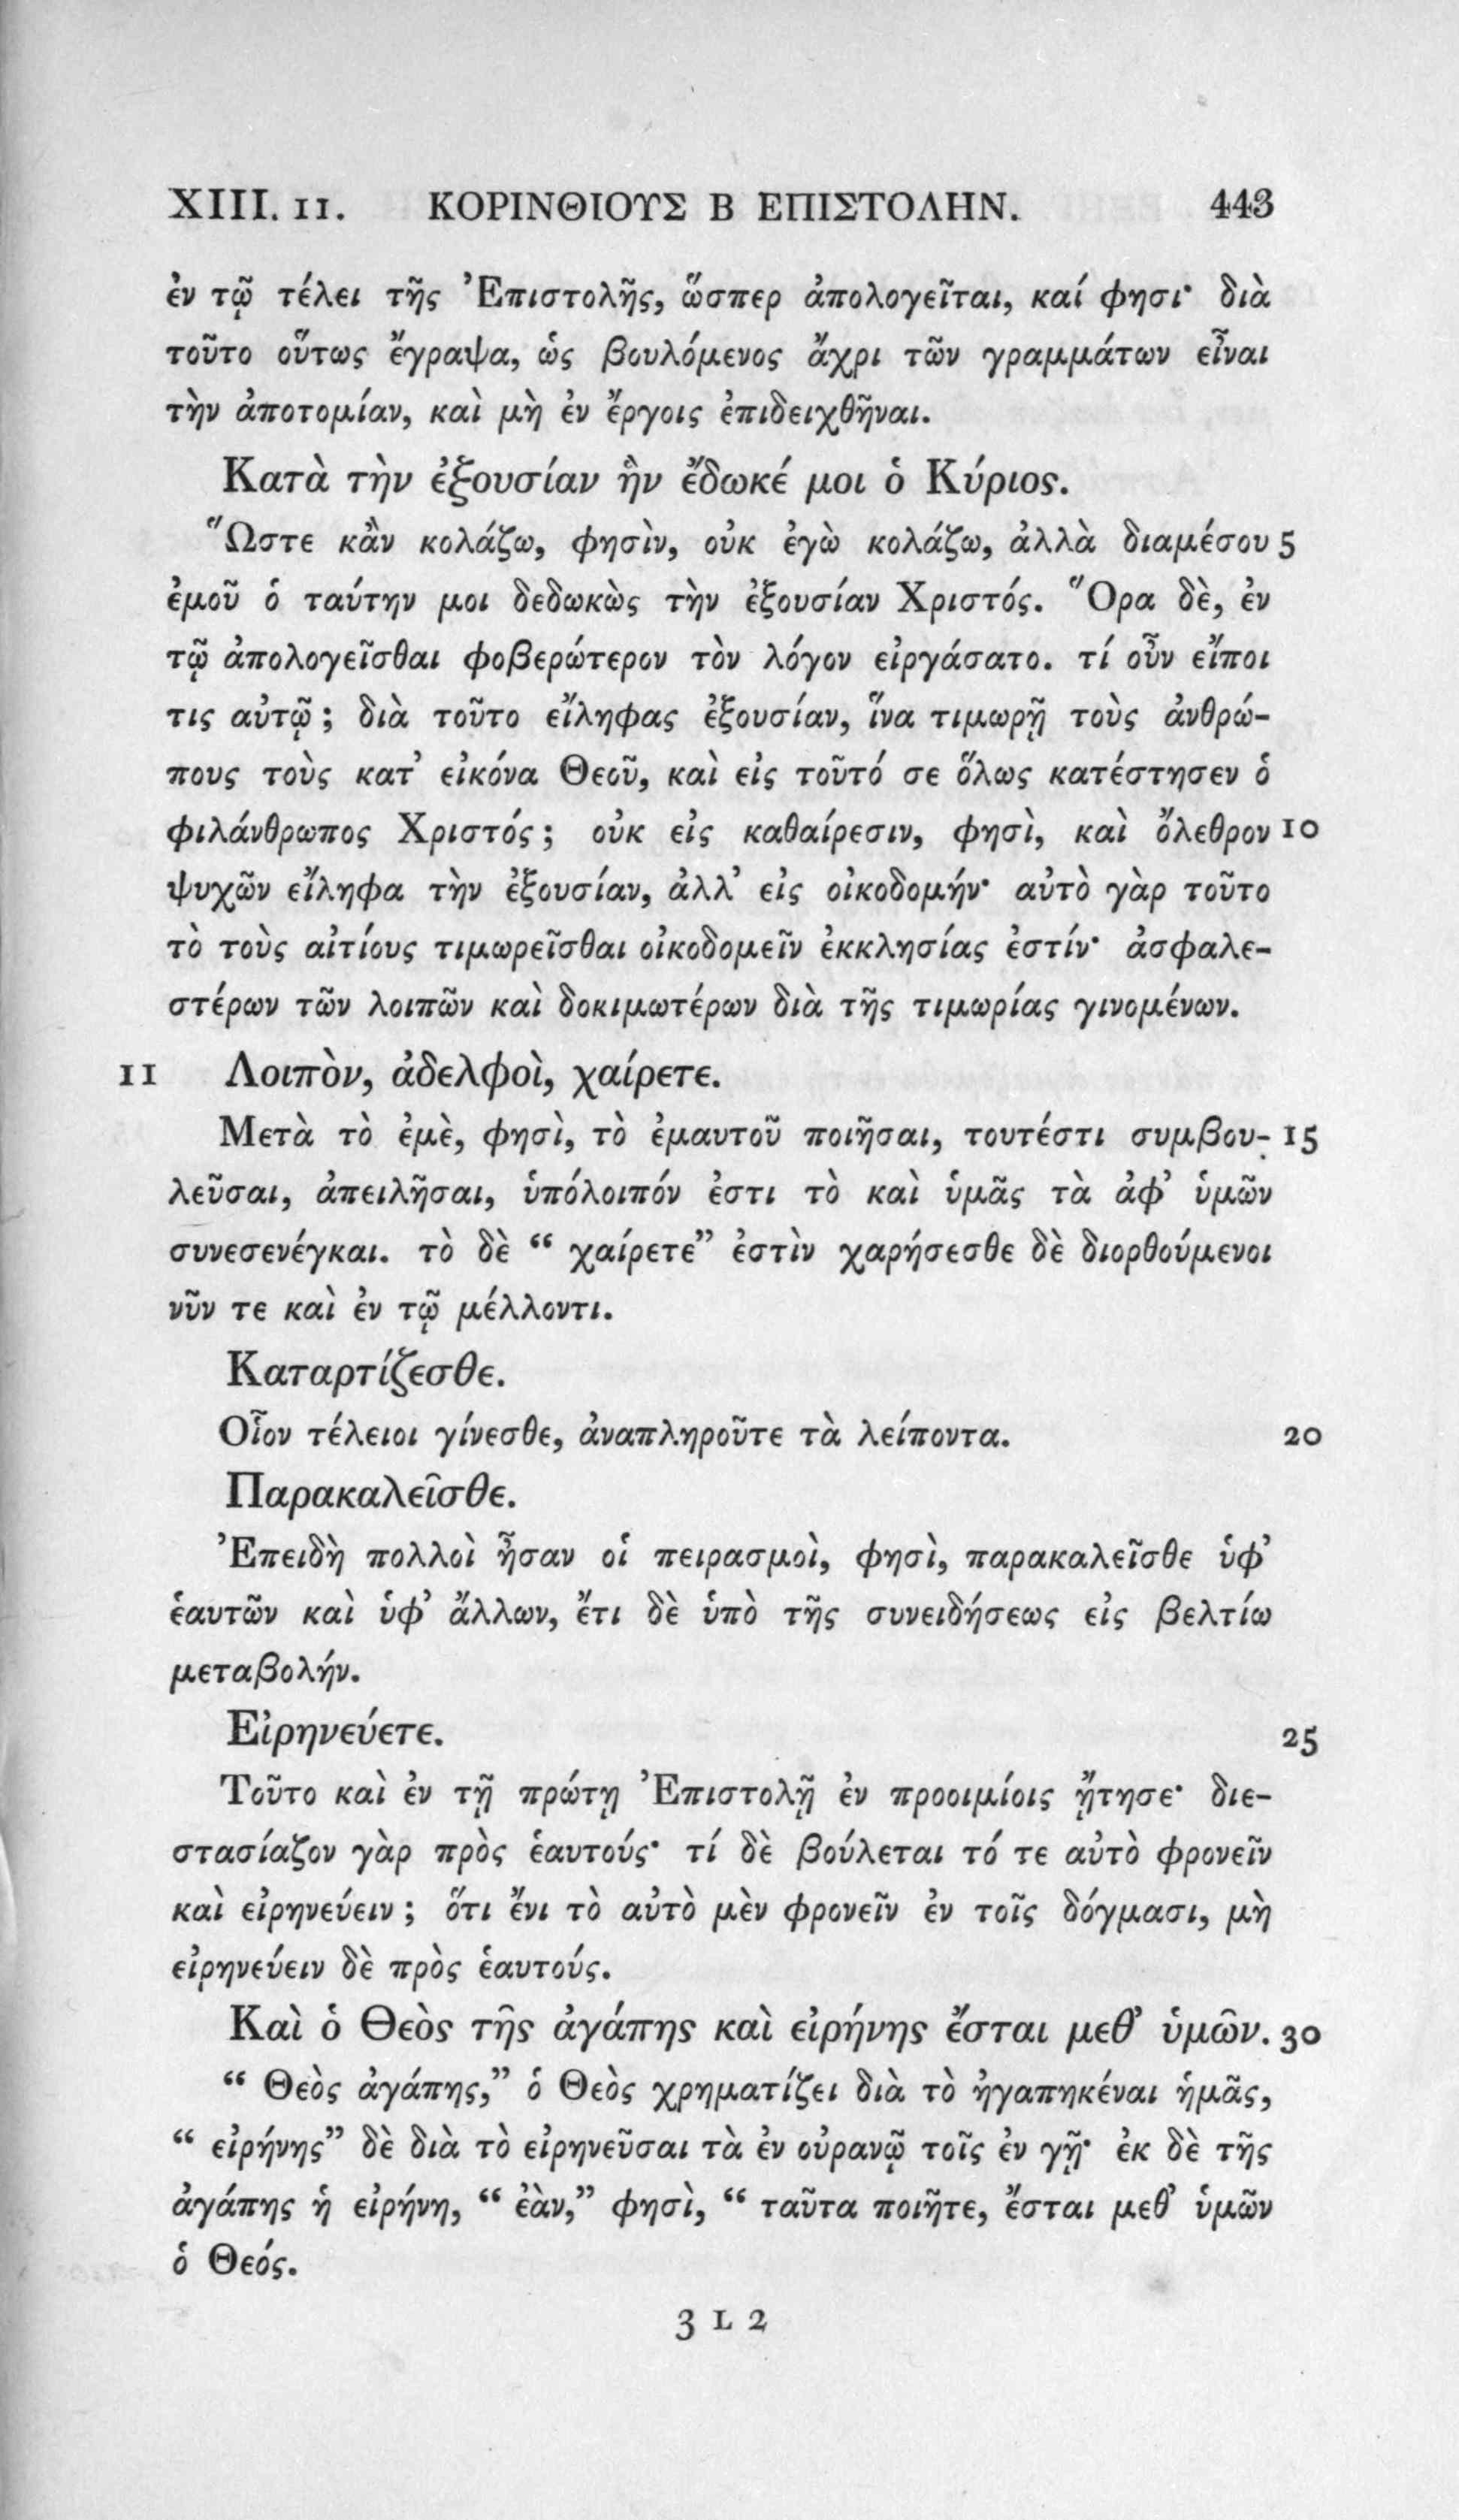 XIII. 11. ΚΟΡΙΝΘΙΟΥΣ Β ΕΠΙΣΤΟΛΗΝ. 443
ἐν τῷ τέλει τῆς Ἐπιστολῆς, ὥσπερ ἀπολογεῖται, καί φησι· διὰ
τοῦτο οὕτως ἔγραψα, ὡς βουλόμενος ἄχρι τῶν γραμμάτων εἶναι
τὴν ἀποτομίαν, καὶ μὴ ἐν ἔργοις ἐπιδειχθῆναι.
Κατὰ τὴν ἐξουσίαν ἣν ἔδωκέ μοι ὁ Κύριος.
Ὥστε κἂν κολάζω, φησὶν, οὐκ ἐγὼ κολάζω, ἀλλὰ διαμέσου 5
ἐμοῦ ὁ ταύτην μοι δεδωκὼς τὴν ἐξουσίαν Χριστός. Ὅρα δὲ, ἐν
τῷ ἀπολογεῖσθαι φοβερώτερον τὸν λόγον εἰργάσατο. τί οὖν εἴποι
τις αὐτῷ ; διὰ τοῦτο εἴληφας ἐξουσίαν, ἵνα τιμωρῇ τοὺς ἀνθρώ-
πους τοὺς κατ’ εἰκόνα Θεοῦ, καὶ εἰς τοῦτό σε ὅλως κατέστησεν ὁ
φιλάνθρωπος Χριστός ; οὐκ εἰς καθαίρεσιν, φησὶ, καὶ ὄλεθρον 10
ψυχῶν εἴληφα τὴν ἐξουσίαν, ἀλλ’ εἰς οἰκοδομήν· αὐτὸ γὰρ τοῦτο
τὸ τοὺς αἰτίους τιμωρεῖσθαι οἰκοδομεῖν ἐκκλησίας ἐστίν· ἀσφαλε-
στέρων τῶν λοιπῶν καὶ δοκιμωτέρων διὰ τῆς τιμωρίας γινομένων.
11 Λοιπὸν, ἀδελφοὶ, χαίρετε.
Μετὰ τὸ ἐμὲ, φησὶ, τὸ ἐμαυτοῦ ποιῆσαι, τουτέστι συμβου- 15
λεῦσαι, ἀπειλῆσαι, ὑπόλοιπόν ἐστι τὸ καὶ ὑμᾶς τὰ ἀφ’ ὑμῶν
συνεσενέγκαι. τὸ δὲ “ χαίρετε” ἐστὶν χαρήσεσθε δὲ διορθούμενοι
νῦν τε καὶ ἐν τῷ μέλλοντι.
Καταρτίζεσθε.
Οἷον τέλειοι γίνεσθε, ἀναπληροῦτε τὰ λείποντα. 20
Παρακαλεῖσθε.
Ἐπειδὴ πολλοὶ ἦσαν οἱ πειρασμοὶ, φησὶ, παρακαλεῖσθε ὑφ’
ἑαυτῶν καὶ ὑφ’ ἄλλων, ἔτι δὲ ὑπὸ τῆς συνειδήσεως εἰς βελτίω
μεταβολήν.
Εἰρηνεύετε. 25
Τοῦτο καὶ ἐν τῇ πρώτῃ Ἐπιστολῇ ἐν προοιμίοις ᾔτησε· διε-
στασίαζον γὰρ πρὸς ἑαυτούς· τί δὲ βούλεται τό τε αὐτὸ φρονεῖν
καὶ εἰρηνεύειν ; ὅτι ἔνι τὸ αὐτὸ μὲν φρονεῖν ἐν τοῖς δόγμασι, μὴ
εἰρηνεύειν δὲ πρὸς ἑαυτούς.
Καὶ ὁ Θεὸς τῆς ἀγάπης καὶ εἰρήνης ἔσται μεθ’ ὑμῶν. 30
“ Θεὸς ἀγάπης,” ὁ Θεὸς χρηματίζει διὰ τὸ ἠγαπηκέναι ἡμᾶς,
“ εἰρήνης” δὲ διὰ τὸ εἰρηνεῦσαι τὰ ἐν οὐρανῷ τοῖς ἐν γῇ· ἐκ δὲ τῆς
ἀγάπης ἡ εἰρήνη, “ ἐὰν,” φησὶ, “ ταῦτα ποιῆτε, ἔσται μεθ’ ὑμῶν
ὁ Θεός.
3 L 2